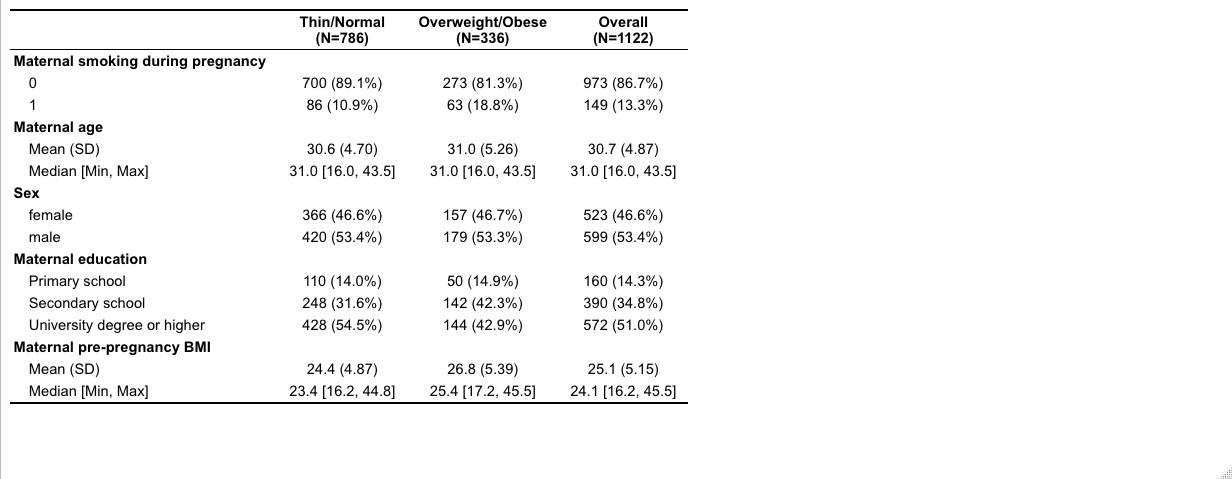 Thin/Normal Overweight/Obese Overall
(N=786) (N=336) (N=1122)
Maternal smoking during pregnancy
0 700 (89.1%) 273 (81.3%) 973 (86.7%)
1 86 (10.9%) 63 (18.8%) 149 (13.3%)
Maternal age
Mean (SD) 30.6 (4.70) 31.0 (5.26) 30.7 (4.87)
Median [Min, Max] 31.0 [16.0, 43.5] 31.0 [16.0, 43.5] 31.0 [16.0, 43.5]
Sex
female 366 (46.6%) 157 (46.7%) 523 (46.6%)
male 420 (53.4%) 179 (53.3%) 599 (53.4%)
Maternal education
Primary school 110 (14.0%) 50 (14.9%) 160 (14.3%)
Secondary school 248 (31.6%) 142 (42.3%) 390 (34.8%)
University degree or higher 428 (54.5%) 144 (42.9%) 572 (51.0%)
Maternal pre-pregnancy BMI
Mean (SD) 24.4 (4.87) 26.8 (5.39) 25.1 (5.15)
Median [Min, Max] 23.4 [16.2, 44.8] 25.4 [17.2, 45.5] 24.1 [16.2, 45.5]